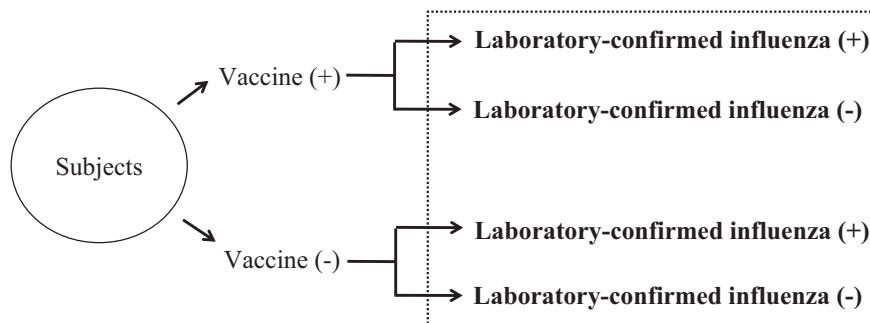 Laboratory-confirmed influenza (+)
Vaccine (+)
Laboratory-confirmed influenza (-)
Subjects
Laboratory-confirmed influenza (+)
Vaccine (-)
Laboratory-confirmed influenza (-)